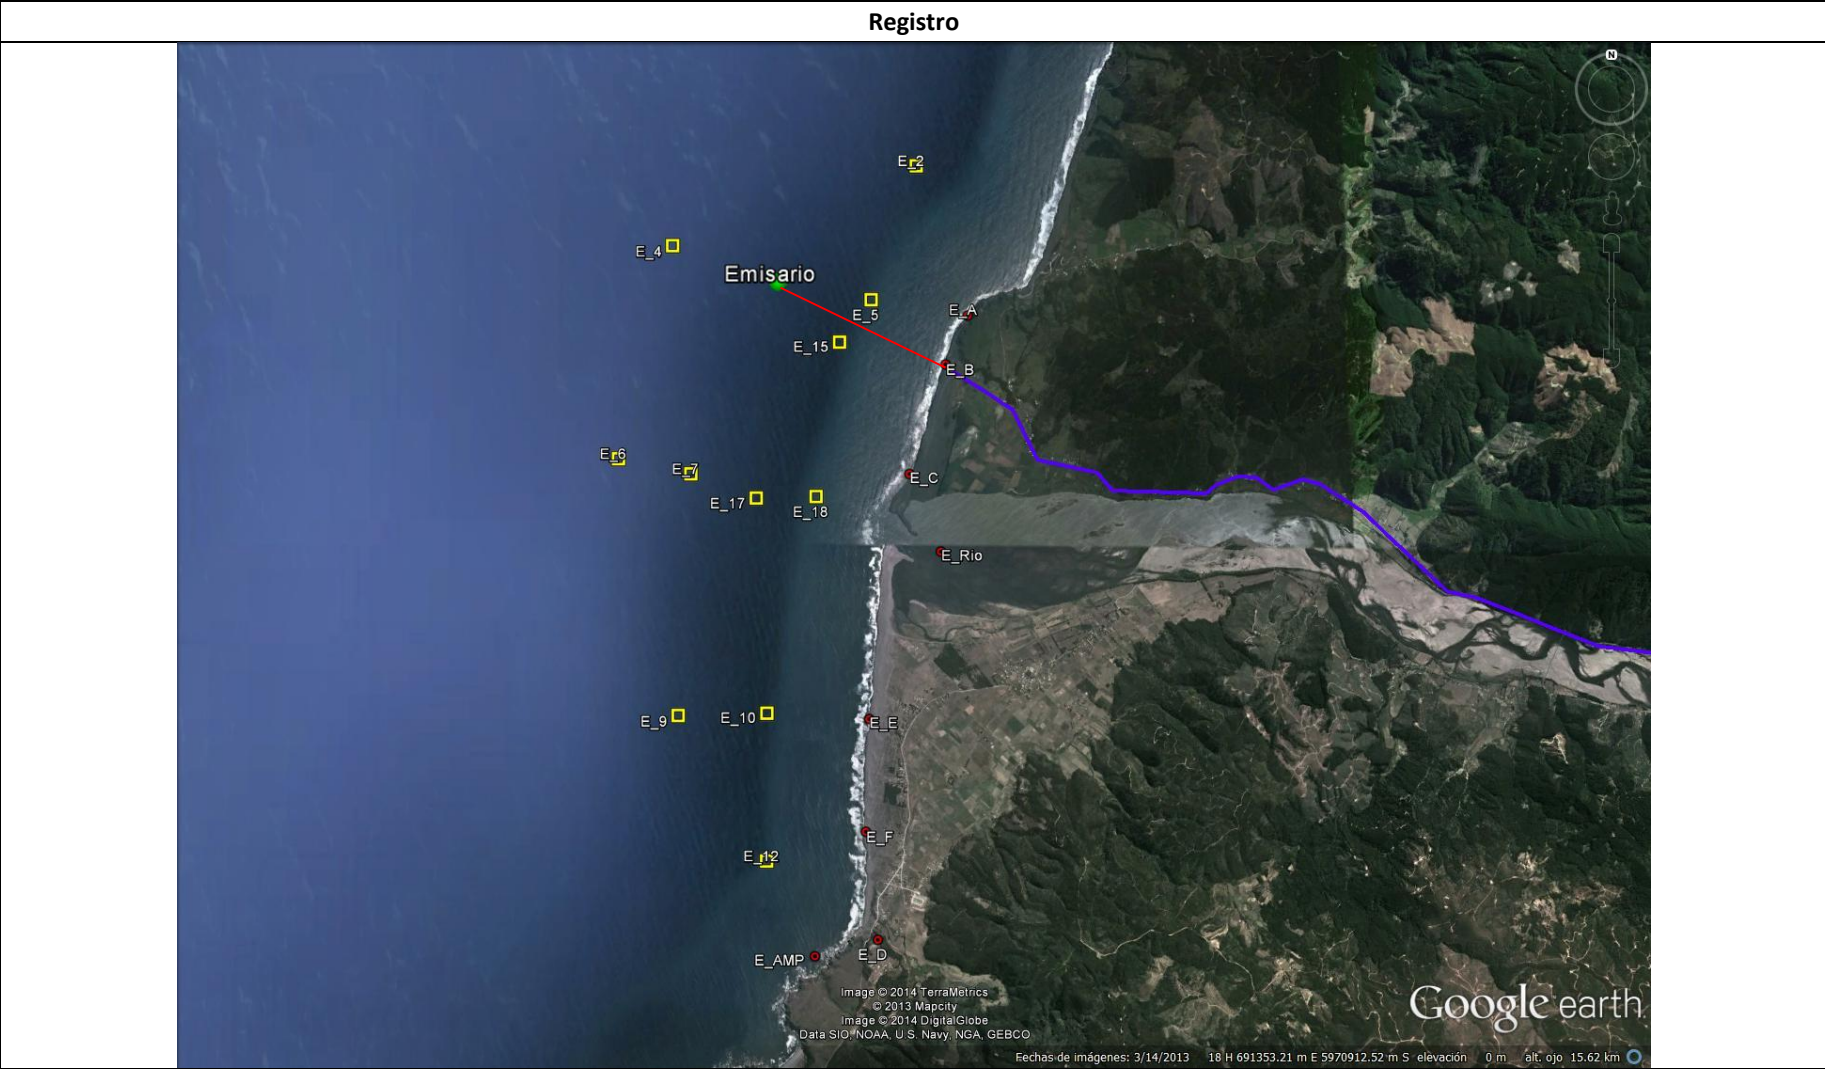 Registro
N
E_2
E_4
Emisario
E_5
E_A
E_15
E_B
E_6
E_7
E_C
E_17
E_18
E_Rio
E_9
E_10
E_E
E_F
E_12
E_AMP
E_D
Image © 2014 TerraMetrics
© 2013 Mapcity
Image © 2014 DigitalGlobe
Data SIO, NOAA, U.S. Navy, NGA, GEBCO
Google earth
Fechas de imágenes: 3/14/2013 18 H 691353.21 m E 5970912.52 m S elevación 0 m alt. ojo 15.62 km